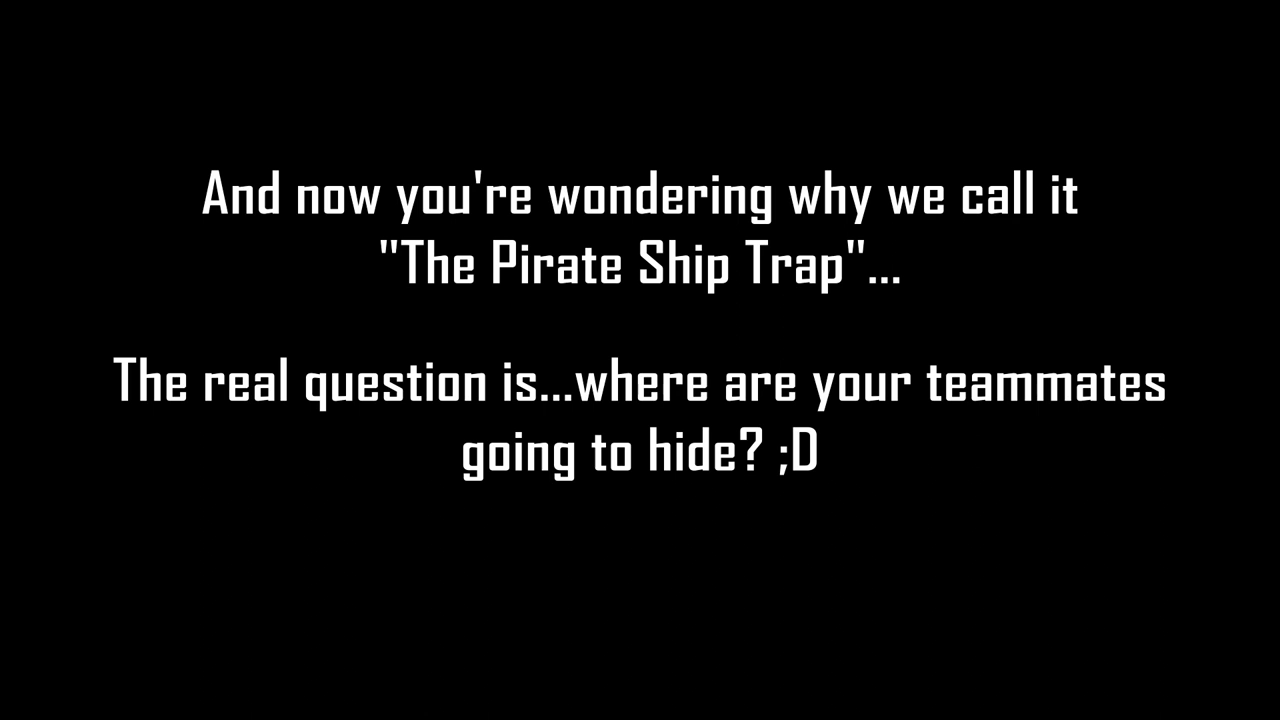 And now you're wondering why we call it
"The Pirate Ship Trap"...
The real question is...where are your teammates
going to hide? ;D